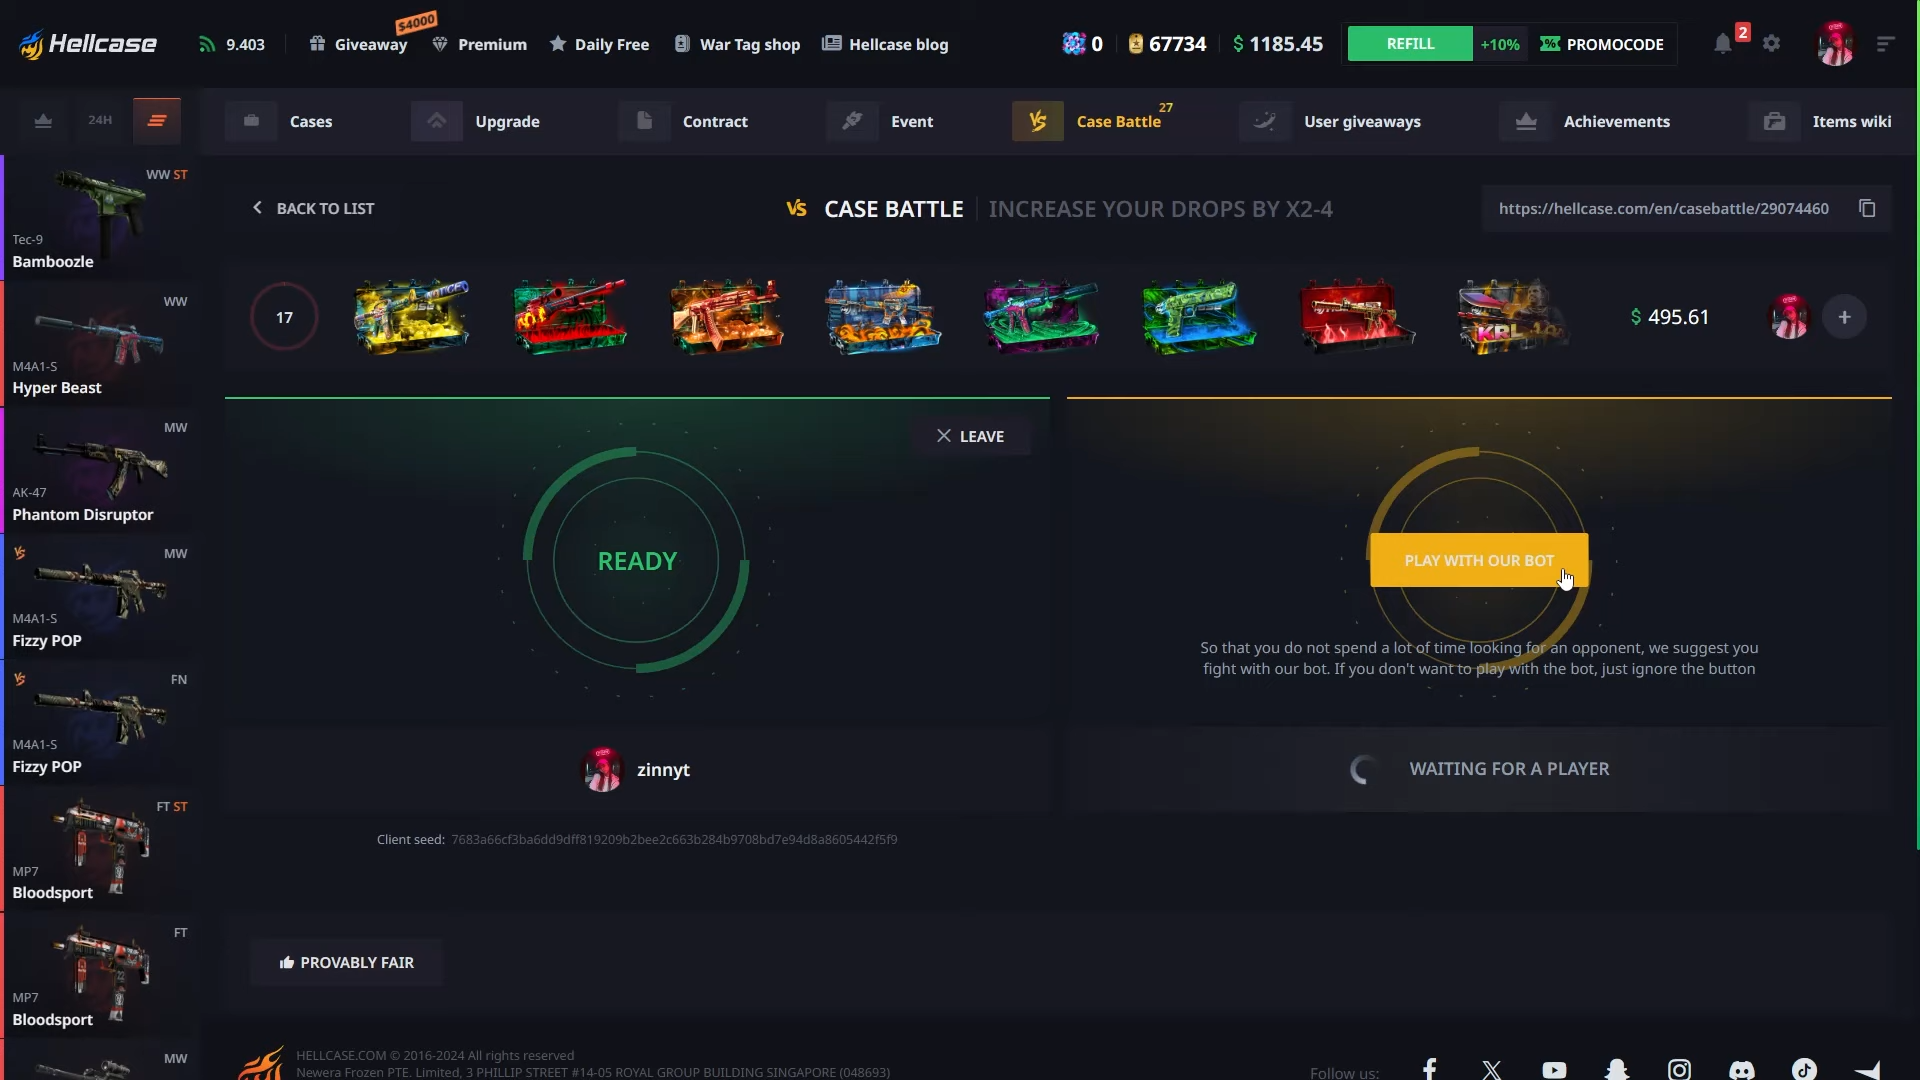 Hellcase
9.403
Giveaway
$4000
Premium
Daily Free
War Tag shop
Hellcase blog
0
67734
$ 1185.45
REFILL
+10%
PROMOCODE
2
24H
Cases
Upgrade
Contract
Event
VS
Case Battle
27
User giveaways
Achievements
Items wiki
BACK TO LIST
VS CASE BATTLE
INCREASE YOUR DROPS BY X2-4
https://hellcase.com/en/casebattle/29074460
17
$ 495.61
+
LEAVE
READY
PLAY WITH OUR BOT
So that you do not spend a lot of time looking for an opponent, we suggest you
fight with our bot. If you don't want to play with the bot, just ignore the button
zinnyt
WAITING FOR A PLAYER
Client seed: 7683a66cf3ba6dd9dff819209b2bee2c663b284b9708bd7e94d8a8605442f5f9
PROVABLY FAIR
WW ST
Tec-9
Bamboozle
WW
M4A1-S
Hyper Beast
MW
AK-47
Phantom Disruptor
VS
MW
M4A1-S
Fizzy POP
VS
FN
M4A1-S
Fizzy POP
FT ST
MP7
Bloodsport
FT
MP7
Bloodsport
MW
HELLCASE.COM © 2016-2024 All rights reserved
Newera Frozen PTE. Limited, 3 PHILLIP STREET #14-05 ROYAL GROUP BUILDING SINGAPORE (048693)
Follow us: